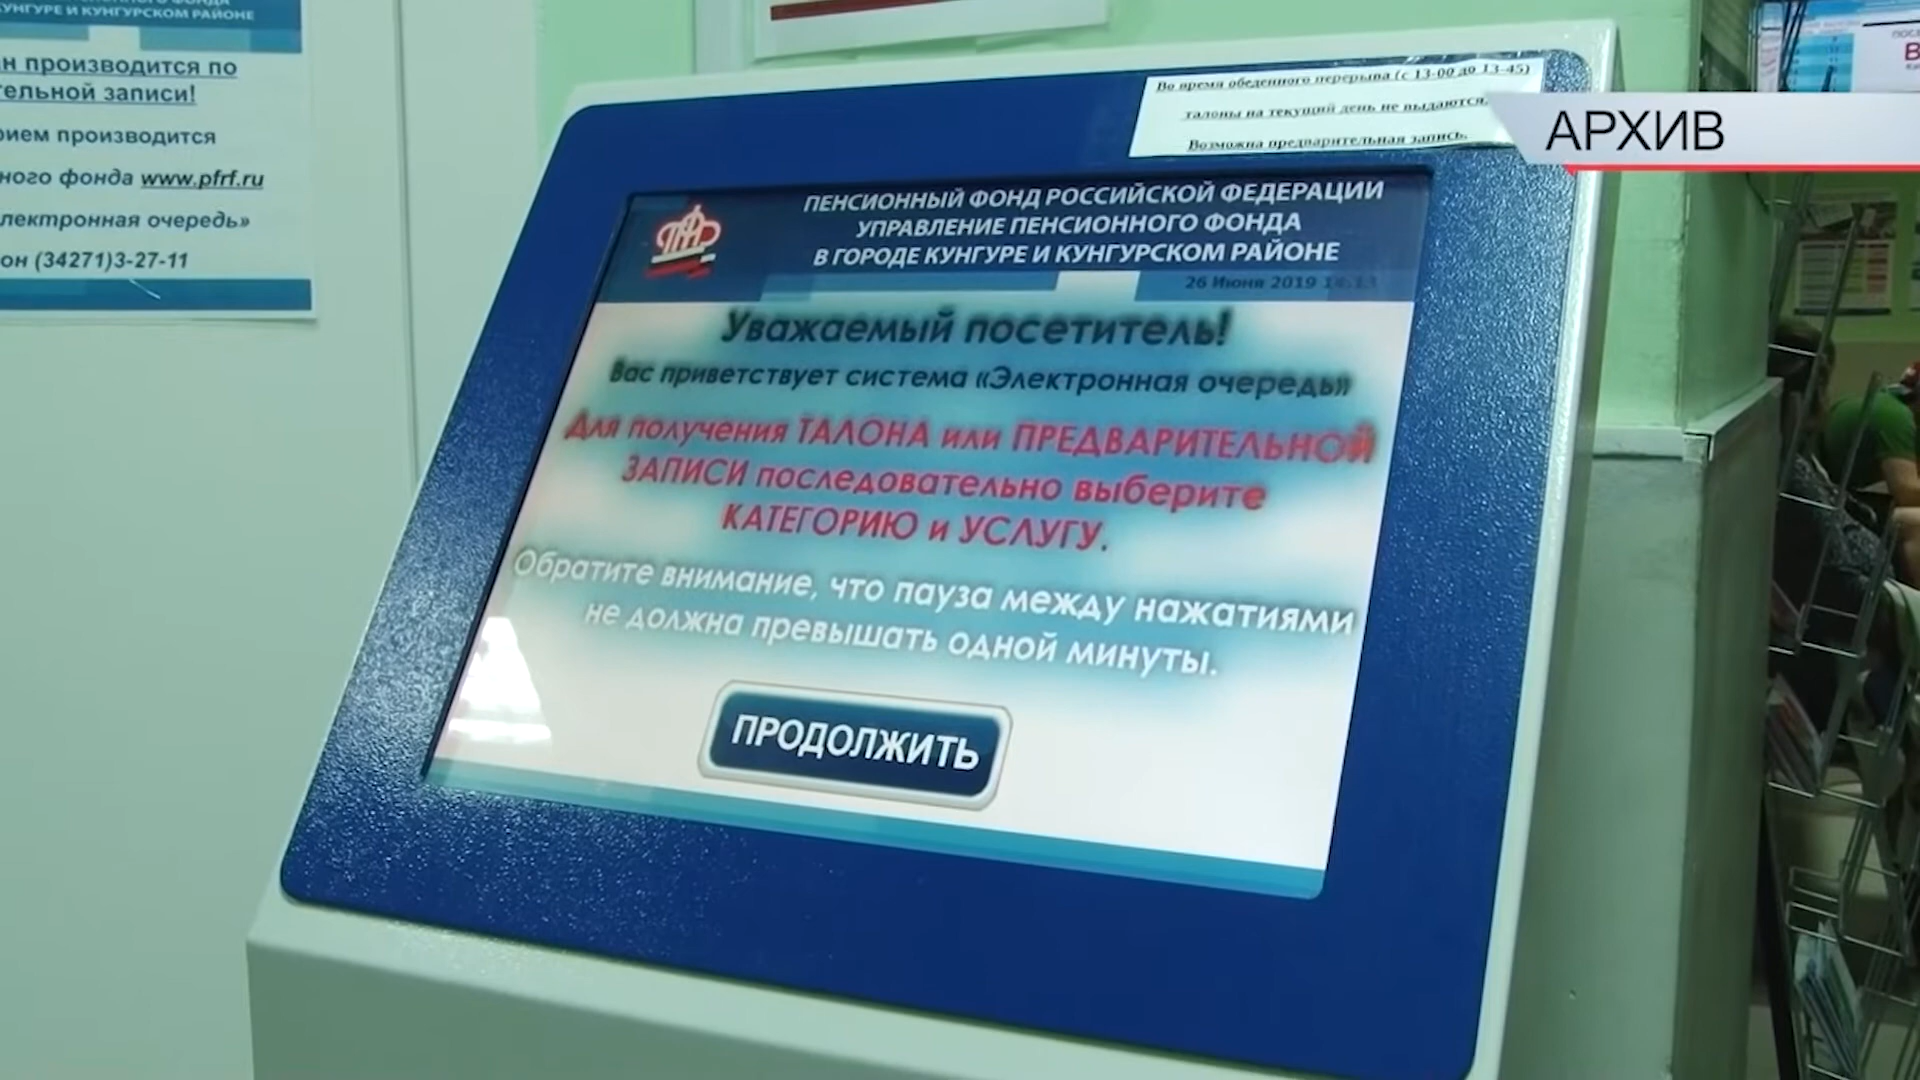 КУНГУРЕ И КУНГУРСКОМ РАЙОНЕ
н производится по
тельной записи!
рием производится
ного фонда www.pfrf.ru
лектронная очередь»
он (34271)3-27-11
Во время обеденного перерыва (с 13-00 до 13-45)
талоны на текущий день не выдаются.
Возможна предварительная запись.
АРХИВ
ПЕНСИОННЫЙ ФОНД РОССИЙСКОЙ ФЕДЕРАЦИИ
УПРАВЛЕНИЕ ПЕНСИОННОГО ФОНДА
В ГОРОДЕ КУНГУРЕ И КУНГУРСКОМ РАЙОНЕ
26 Июня 2019 14:13
Уважаемый посетитель!
Вас приветствует система «Электронная очередь»
Для получения ТАЛОНА или ПРЕДВАРИТЕЛЬНОЙ
ЗАПИСИ последовательно выберите
КАТЕГОРИЮ и УСЛУГУ.
Обратите внимание, что пауза между нажатиями
не должна превышать одной минуты.
ПРОДОЛЖИТЬ